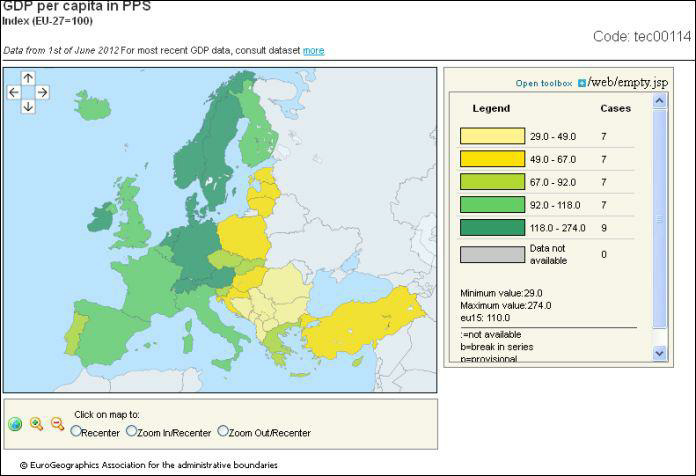 GDP per capita in PPS
Index (EU-27=100)
Code: tec00114
Data from 1st of June 2012 For most recent GDP data, consult dataset more
Open toolbox /web/empty.jsp
Legend Cases
29.0 - 49.0 7
49.0 - 67.0 7
67.0 - 92.0 7
92.0 - 118.0 7
118.0 - 274.0 9
Data not available 0
Minimum value:29.0
Maximum value:274.0
eu15: 110.0
:=not available
b=break in series
p=provisional
Click on map to:
Recenter Zoom In/Recenter Zoom Out/Recenter
© EuroGeographics Association for the administrative boundaries